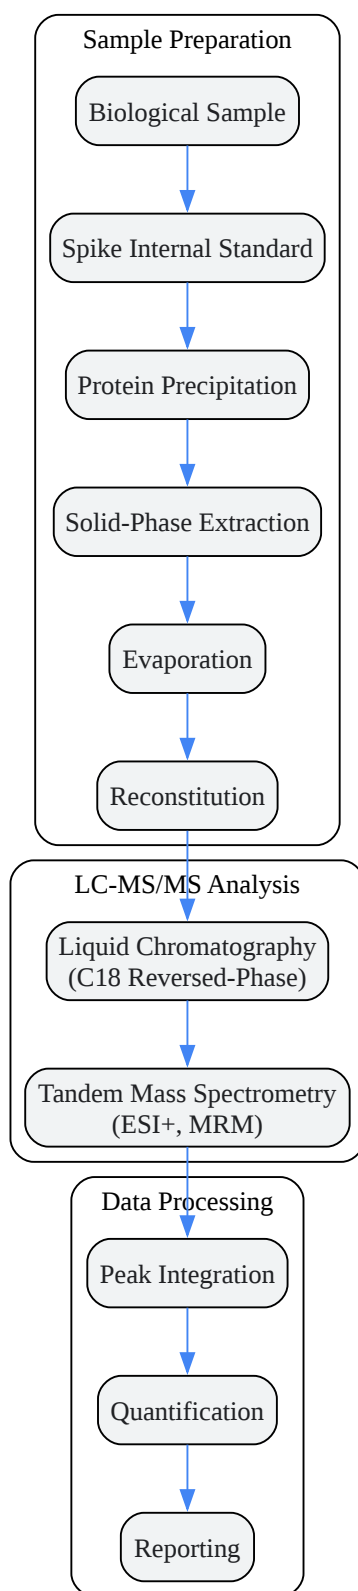 Sample Preparation
Biological Sample
Spike Internal Standard
Protein Precipitation
Solid-Phase Extraction
Evaporation
Reconstitution
LC-MS/MS Analysis
Liquid Chromatography
(C18 Reversed-Phase)
Tandem Mass Spectrometry
(ESI+, MRM)
Data Processing
Peak Integration
Quantification
Reporting